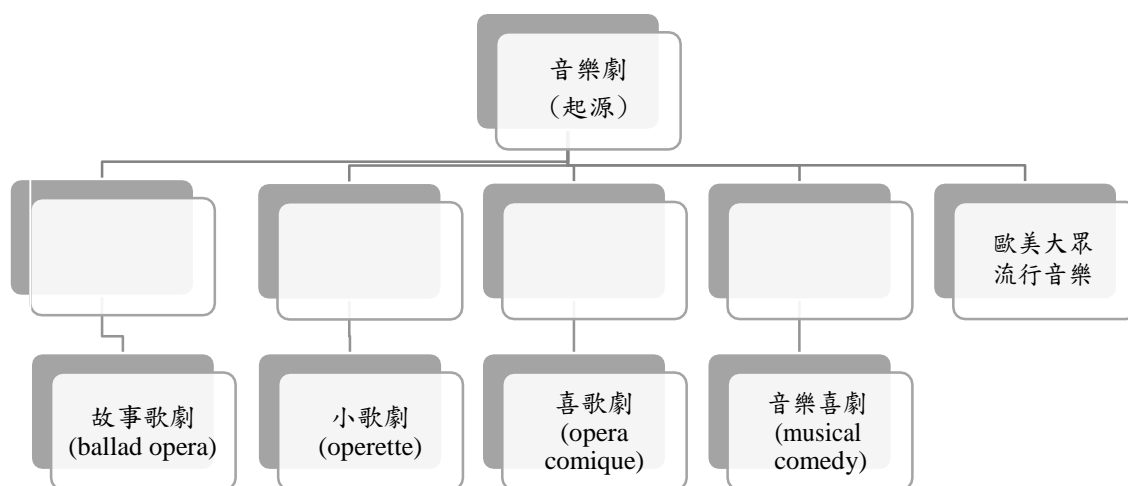 音樂劇
（起源）
歐美大眾
流行音樂
故事歌劇
(ballad opera)
小歌劇
(operette)
喜歌劇
(opera
comique)
音樂喜劇
(musical
comedy)